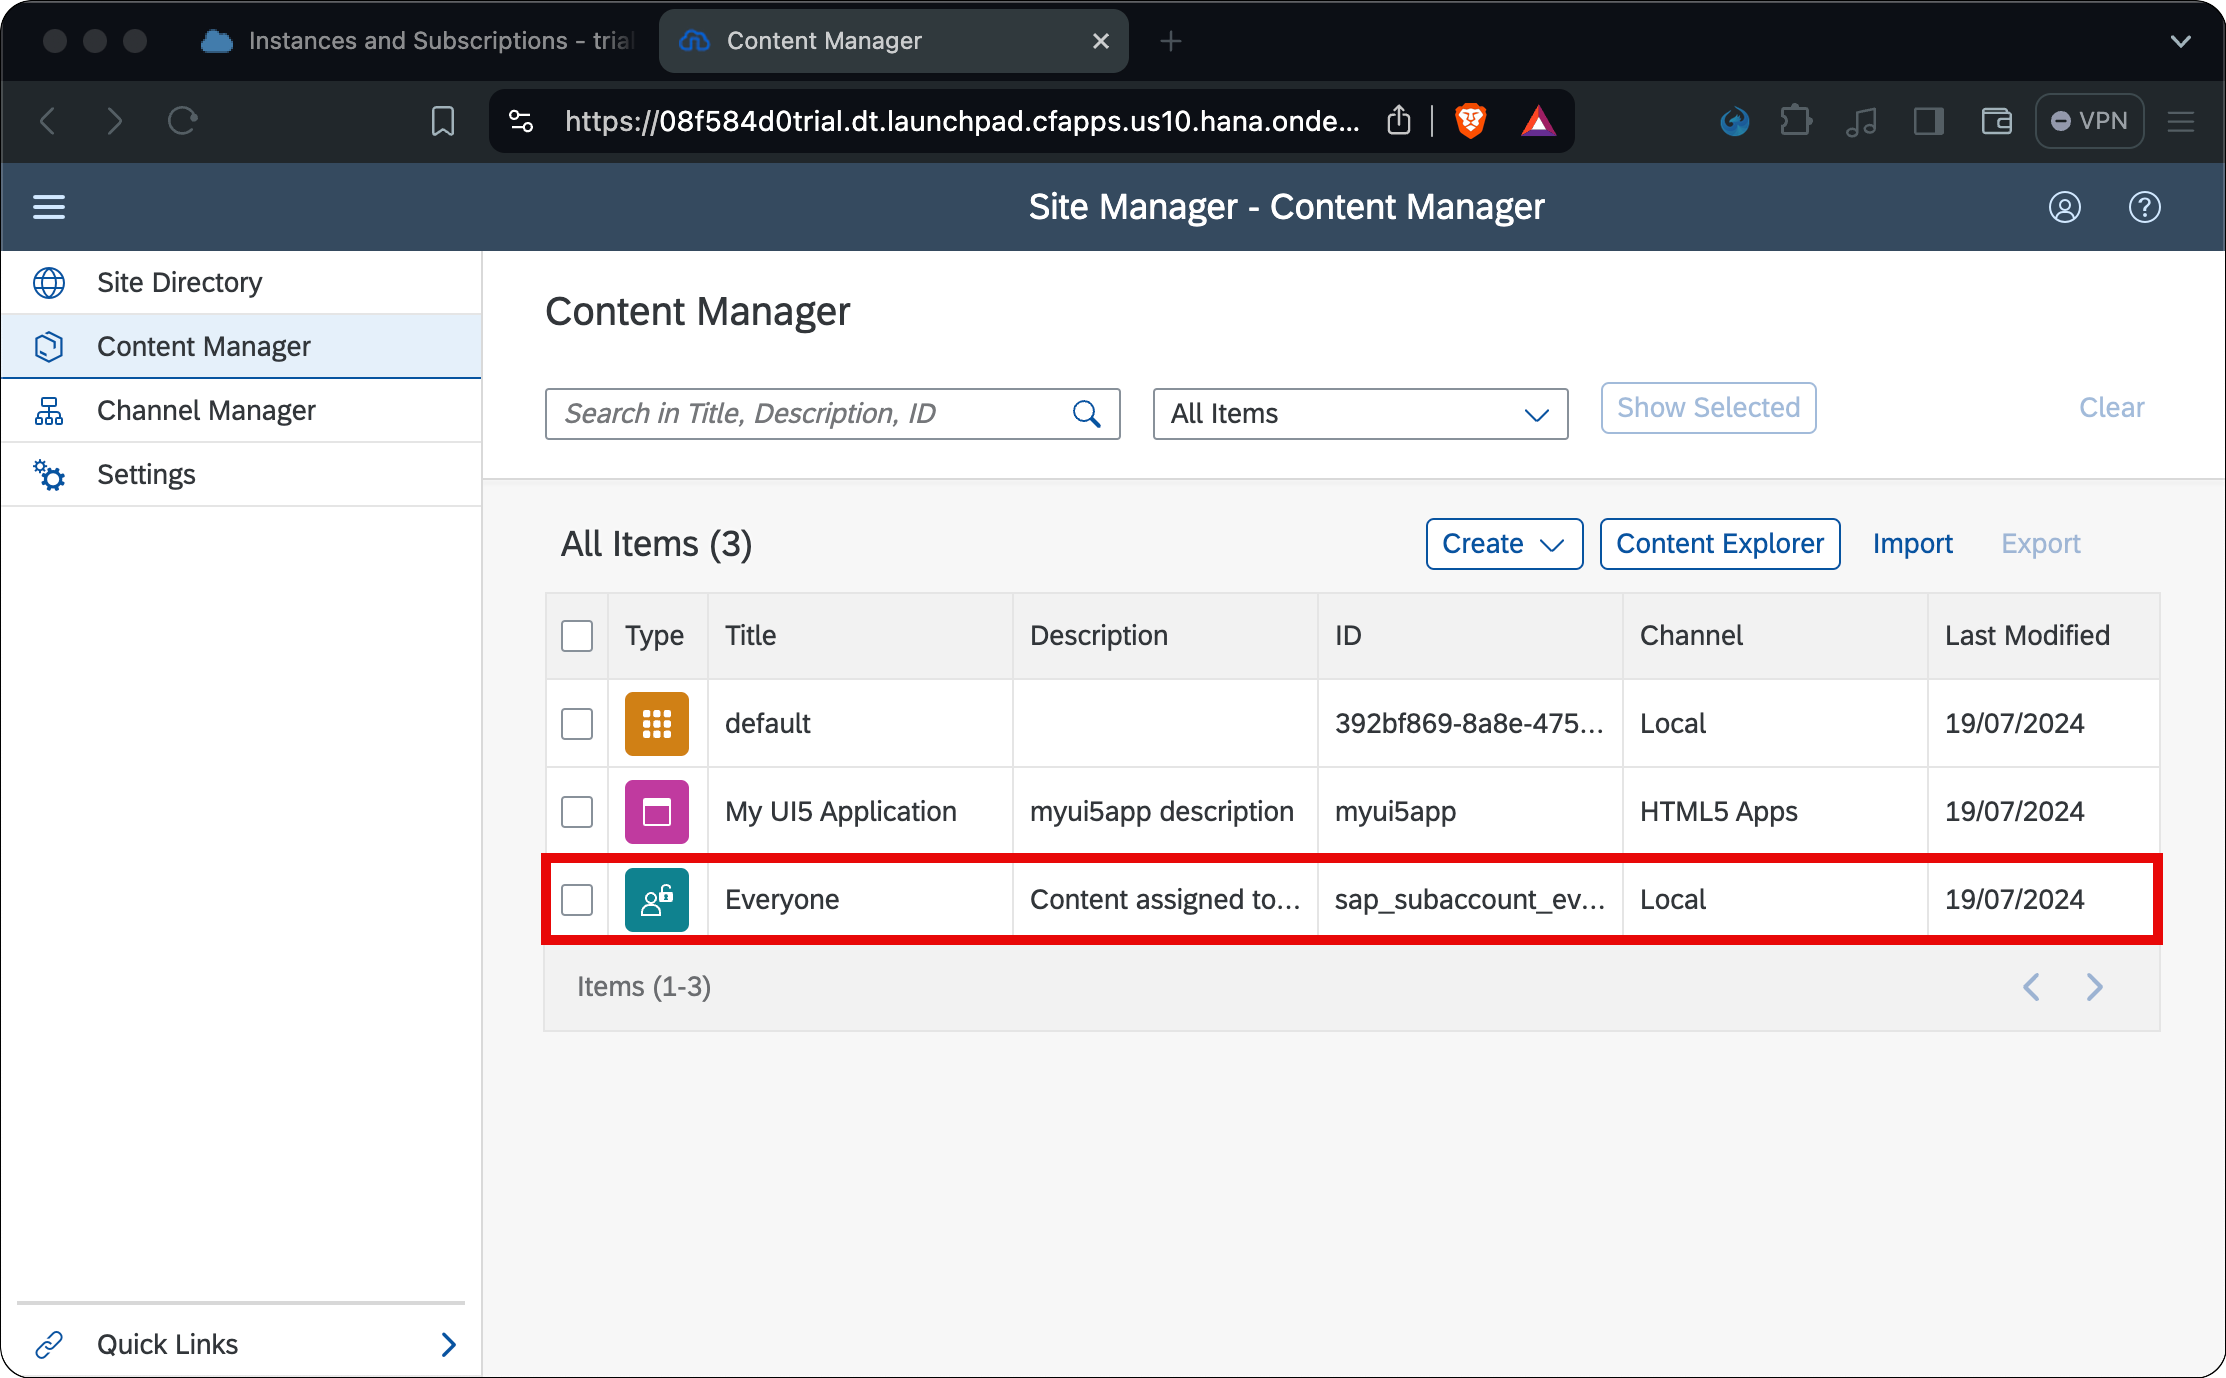 Instances and Subscriptions - trial
Content Manager
https://08f584d0trial.dt.launchpad.cfapps.us10.hana.onde...
VPN
Site Manager - Content Manager
Site Directory
Content Manager
Channel Manager
Settings
Quick Links
Content Manager
Search in Title, Description, ID
All Items
Show Selected
Clear
All Items (3)
Create
Content Explorer
Import
Export
Type Title Description ID Channel Last Modified
default 392bf869-8a8e-475... Local 19/07/2024
My UI5 Application myui5app description myui5app HTML5 Apps 19/07/2024
Everyone Content assigned to... sap_subaccount_ev... Local 19/07/2024
Items (1-3)